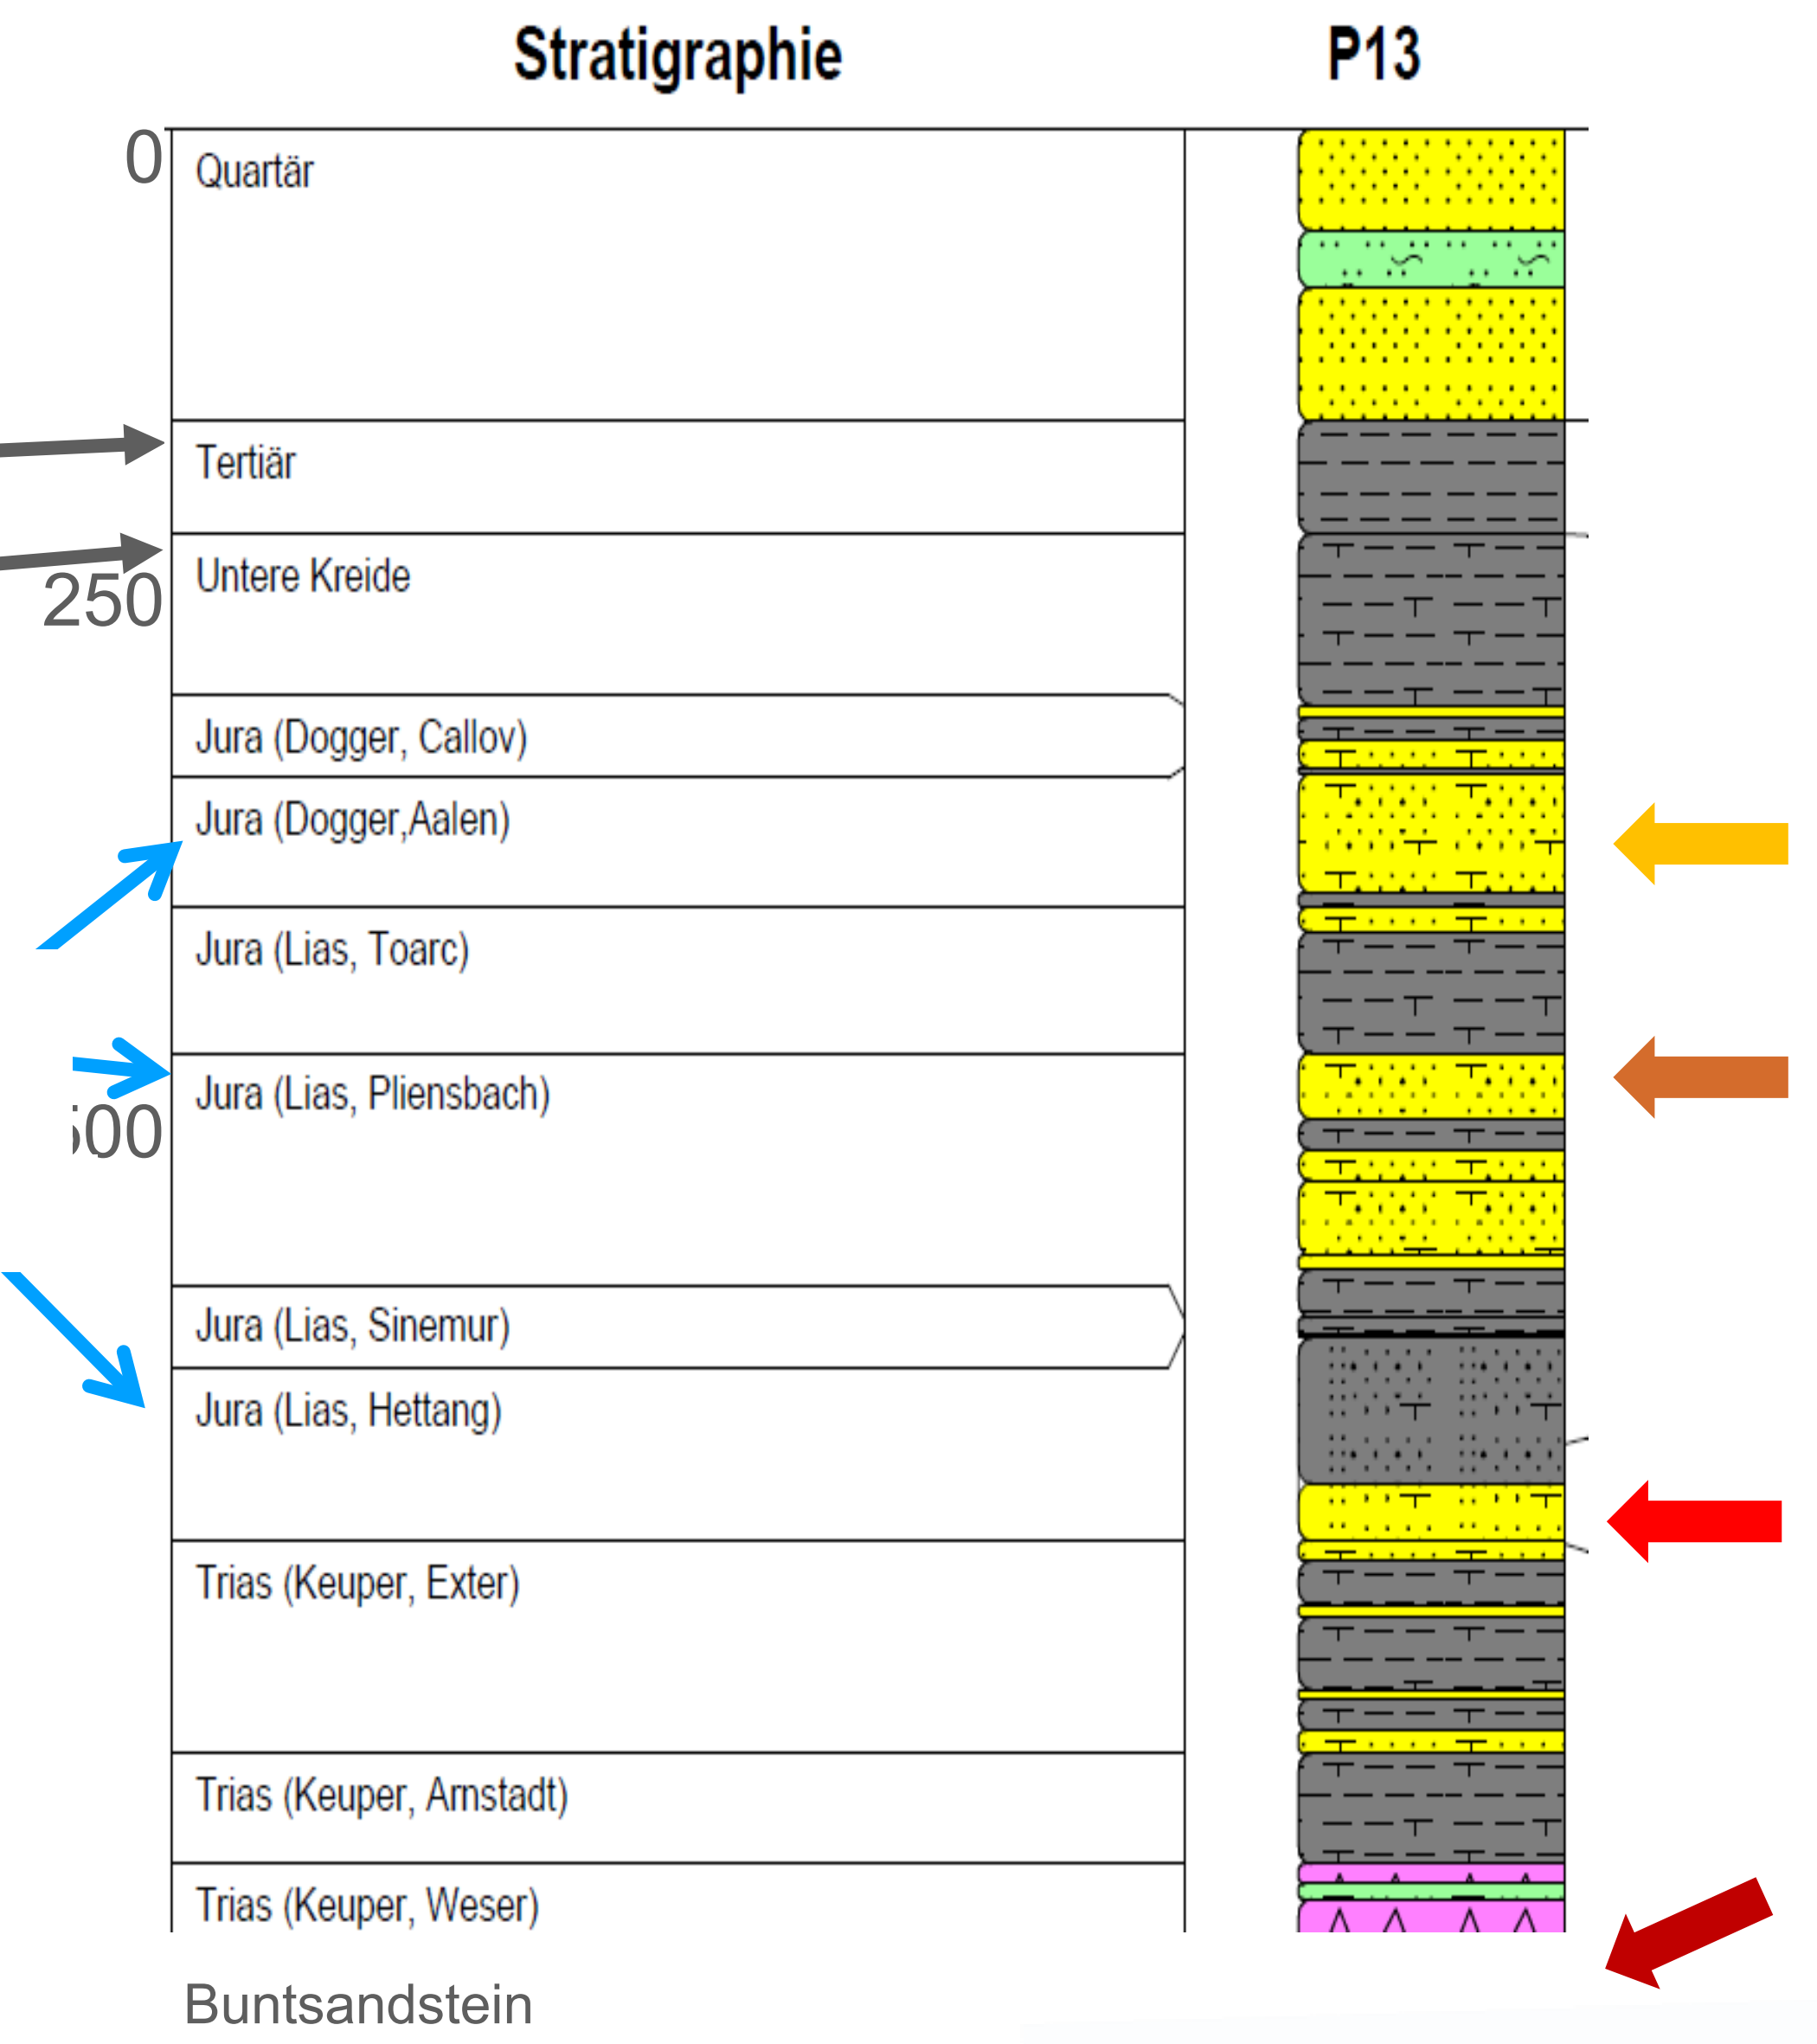 Stratigraphie P13
0
Quartär
Tertiär
Untere Kreide
250
Jura (Dogger, Callov)
Jura (Dogger,Aalen)
Jura (Lias, Toarc)
Jura (Lias, Pliensbach)
00
Jura (Lias, Sinemur)
Jura (Lias, Hettang)
Trias (Keuper, Exter)
Trias (Keuper, Arnstadt)
Trias (Keuper, Weser)
Buntsandstein